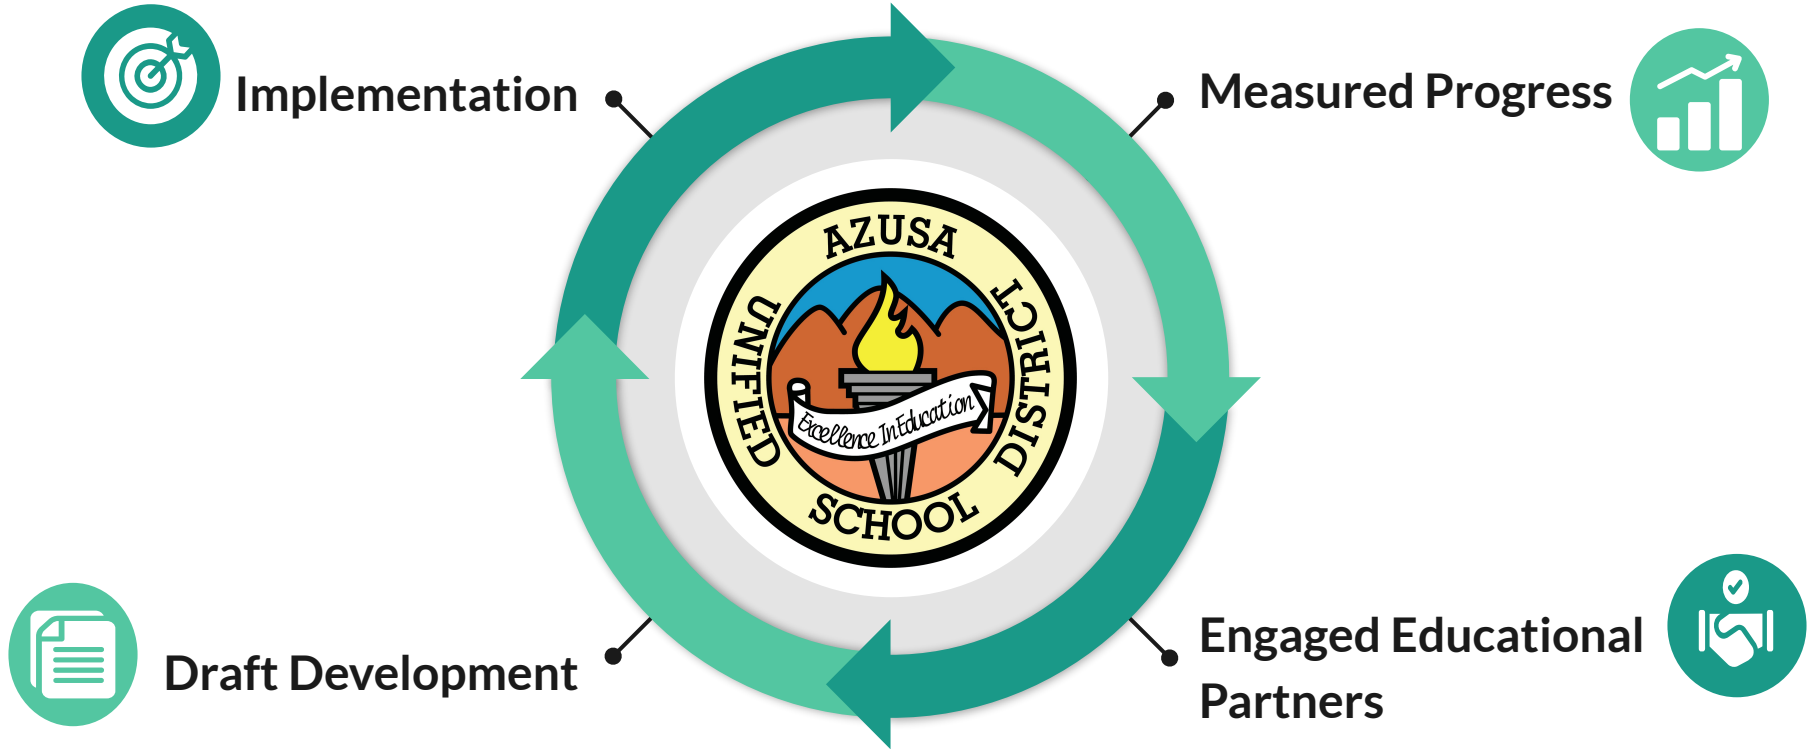 Implementation
Measured Progress
AZUSA
UNIFIED
SCHOOL
DISTRICT
Excellence In Education
Draft Development
Engaged Educational
Partners